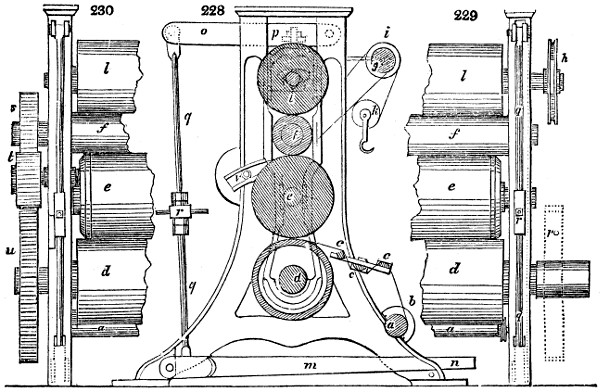 230 228 229
o p i
l l g l h
k
q q
v f f f
t r
e e e
r r r
c c c
u d d d
b
q q
a a a
m n